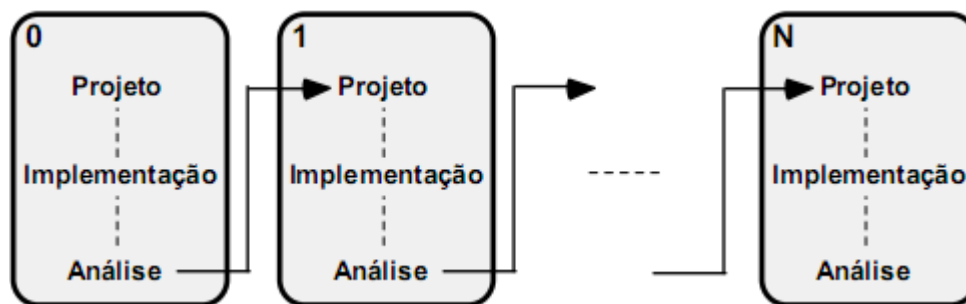 0
Projeto
Implementação
Análise
1
Projeto
Implementação
Análise
N
Projeto
Implementação
Análise